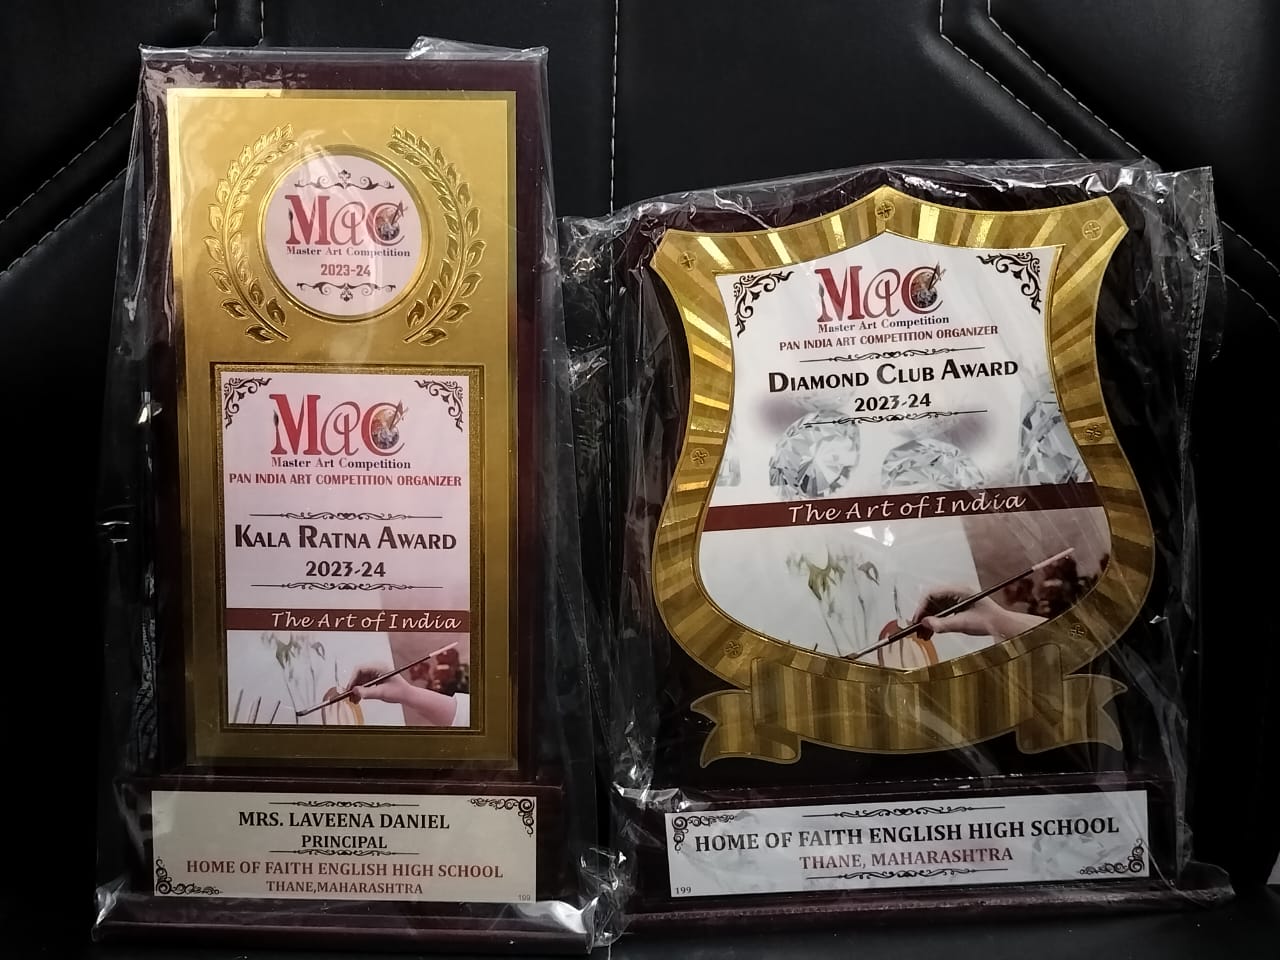 MAC
Master Art Competition
2023-24
MAC
Master Art Competition
PAN INDIA ART COMPETITION ORGANIZER
KALA RATNA AWARD
2023-24
The Art of India
MRS. LAVEENA DANIEL
PRINCIPAL
HOME OF FAITH ENGLISH HIGH SCHOOL
THANE,MAHARASHTRA
199
MAC
Master Art Competition
PAN INDIA ART COMPETITION ORGANIZER
DIAMOND CLUB AWARD
2023-24
The Art of India
HOME OF FAITH ENGLISH HIGH SCHOOL
THANE, MAHARASHTRA
199